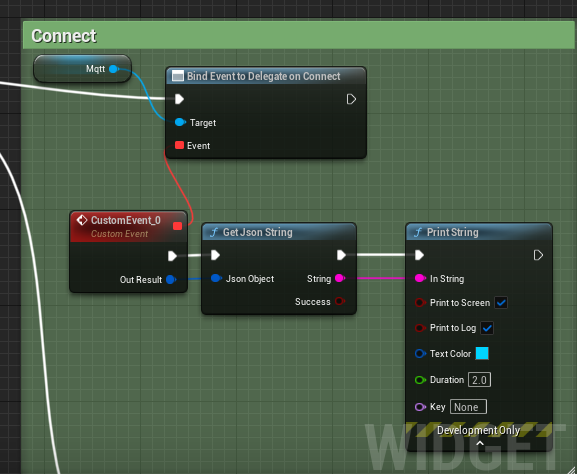 Connect
Mqtt
Bind Event to Delegate on Connect
Target
Event
CustomEvent_0
Custom Event
Out Result
f Get Json String
Json Object
String
Success
f Print String
In String
Print to Screen
Print to Log
Text Color
Duration 2.0
Key None
Development Only
WIDGET